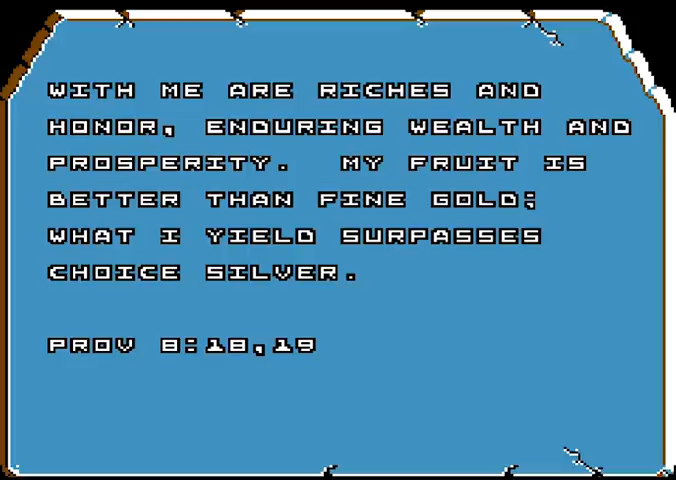 WITH ME ARE RICHES AND
HONOR, ENDURING WEALTH AND
PROSPERITY.  MY FRUIT IS
BETTER THAN FINE GOLD;
WHAT I YIELD SURPASSES
CHOICE SILVER.
PROV 8:18,19